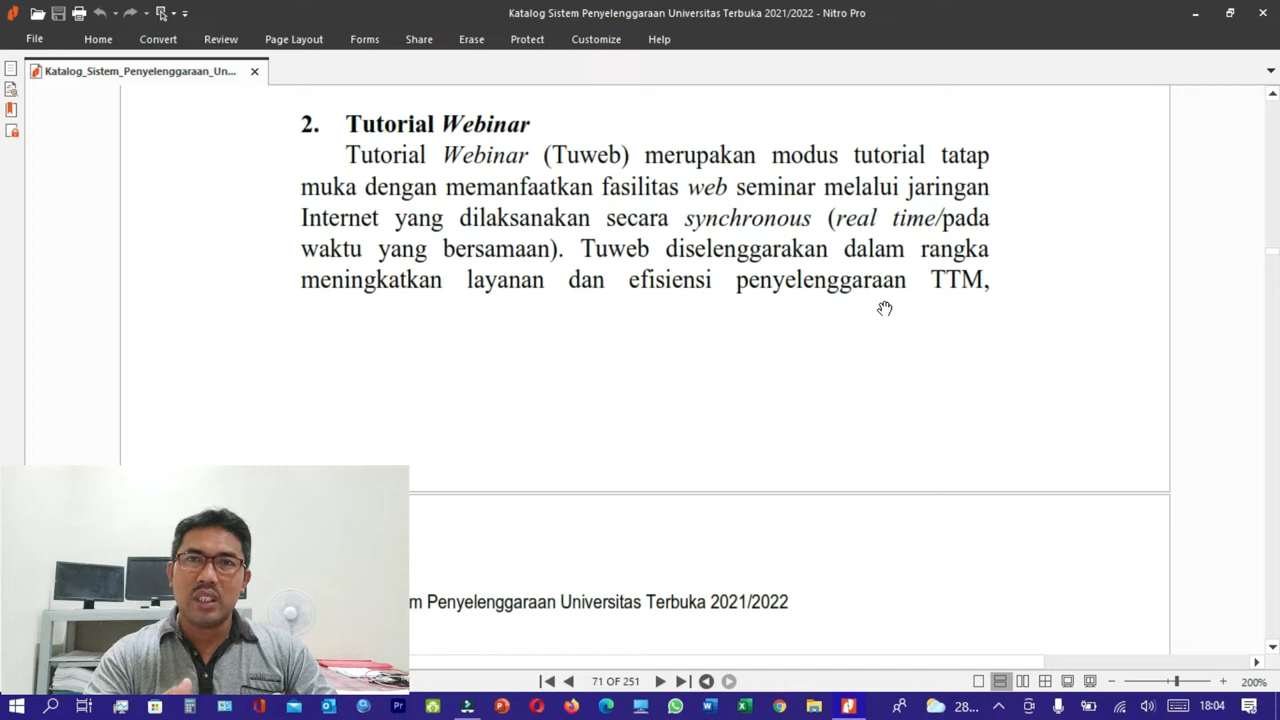 Katalog Sistem Penyelenggaraan Universitas Terbuka 2021/2022 - Nitro Pro
File Home Convert Review Page Layout Forms Share Erase Protect Customize Help
Katalog_Sistem_Penyelenggaraan_Un...
2. Tutorial Webinar
Tutorial Webinar (Tuweb) merupakan modus tutorial tatap
muka dengan memanfaatkan fasilitas web seminar melalui jaringan
Internet yang dilaksanakan secara synchronous (real time/pada
waktu yang bersamaan). Tuweb diselenggarakan dalam rangka
meningkatkan layanan dan efisiensi penyelenggaraan TTM,
m Penyelenggaraan Universitas Terbuka 2021/2022
71 OF 251
200%
28...
18:04